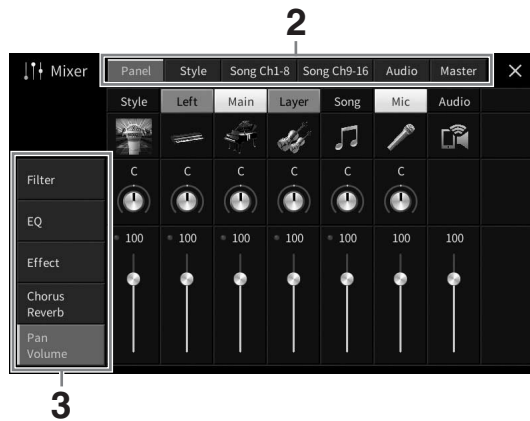 2
Mixer
Panel Style Song Ch1-8 Song Ch9-16 Audio Master
Style Left Main Layer Song Mic Audio
C C C C C C
100 100 100 100 100 100 100
Filter
EQ
Effect
Chorus
Reverb
Pan
Volume
3